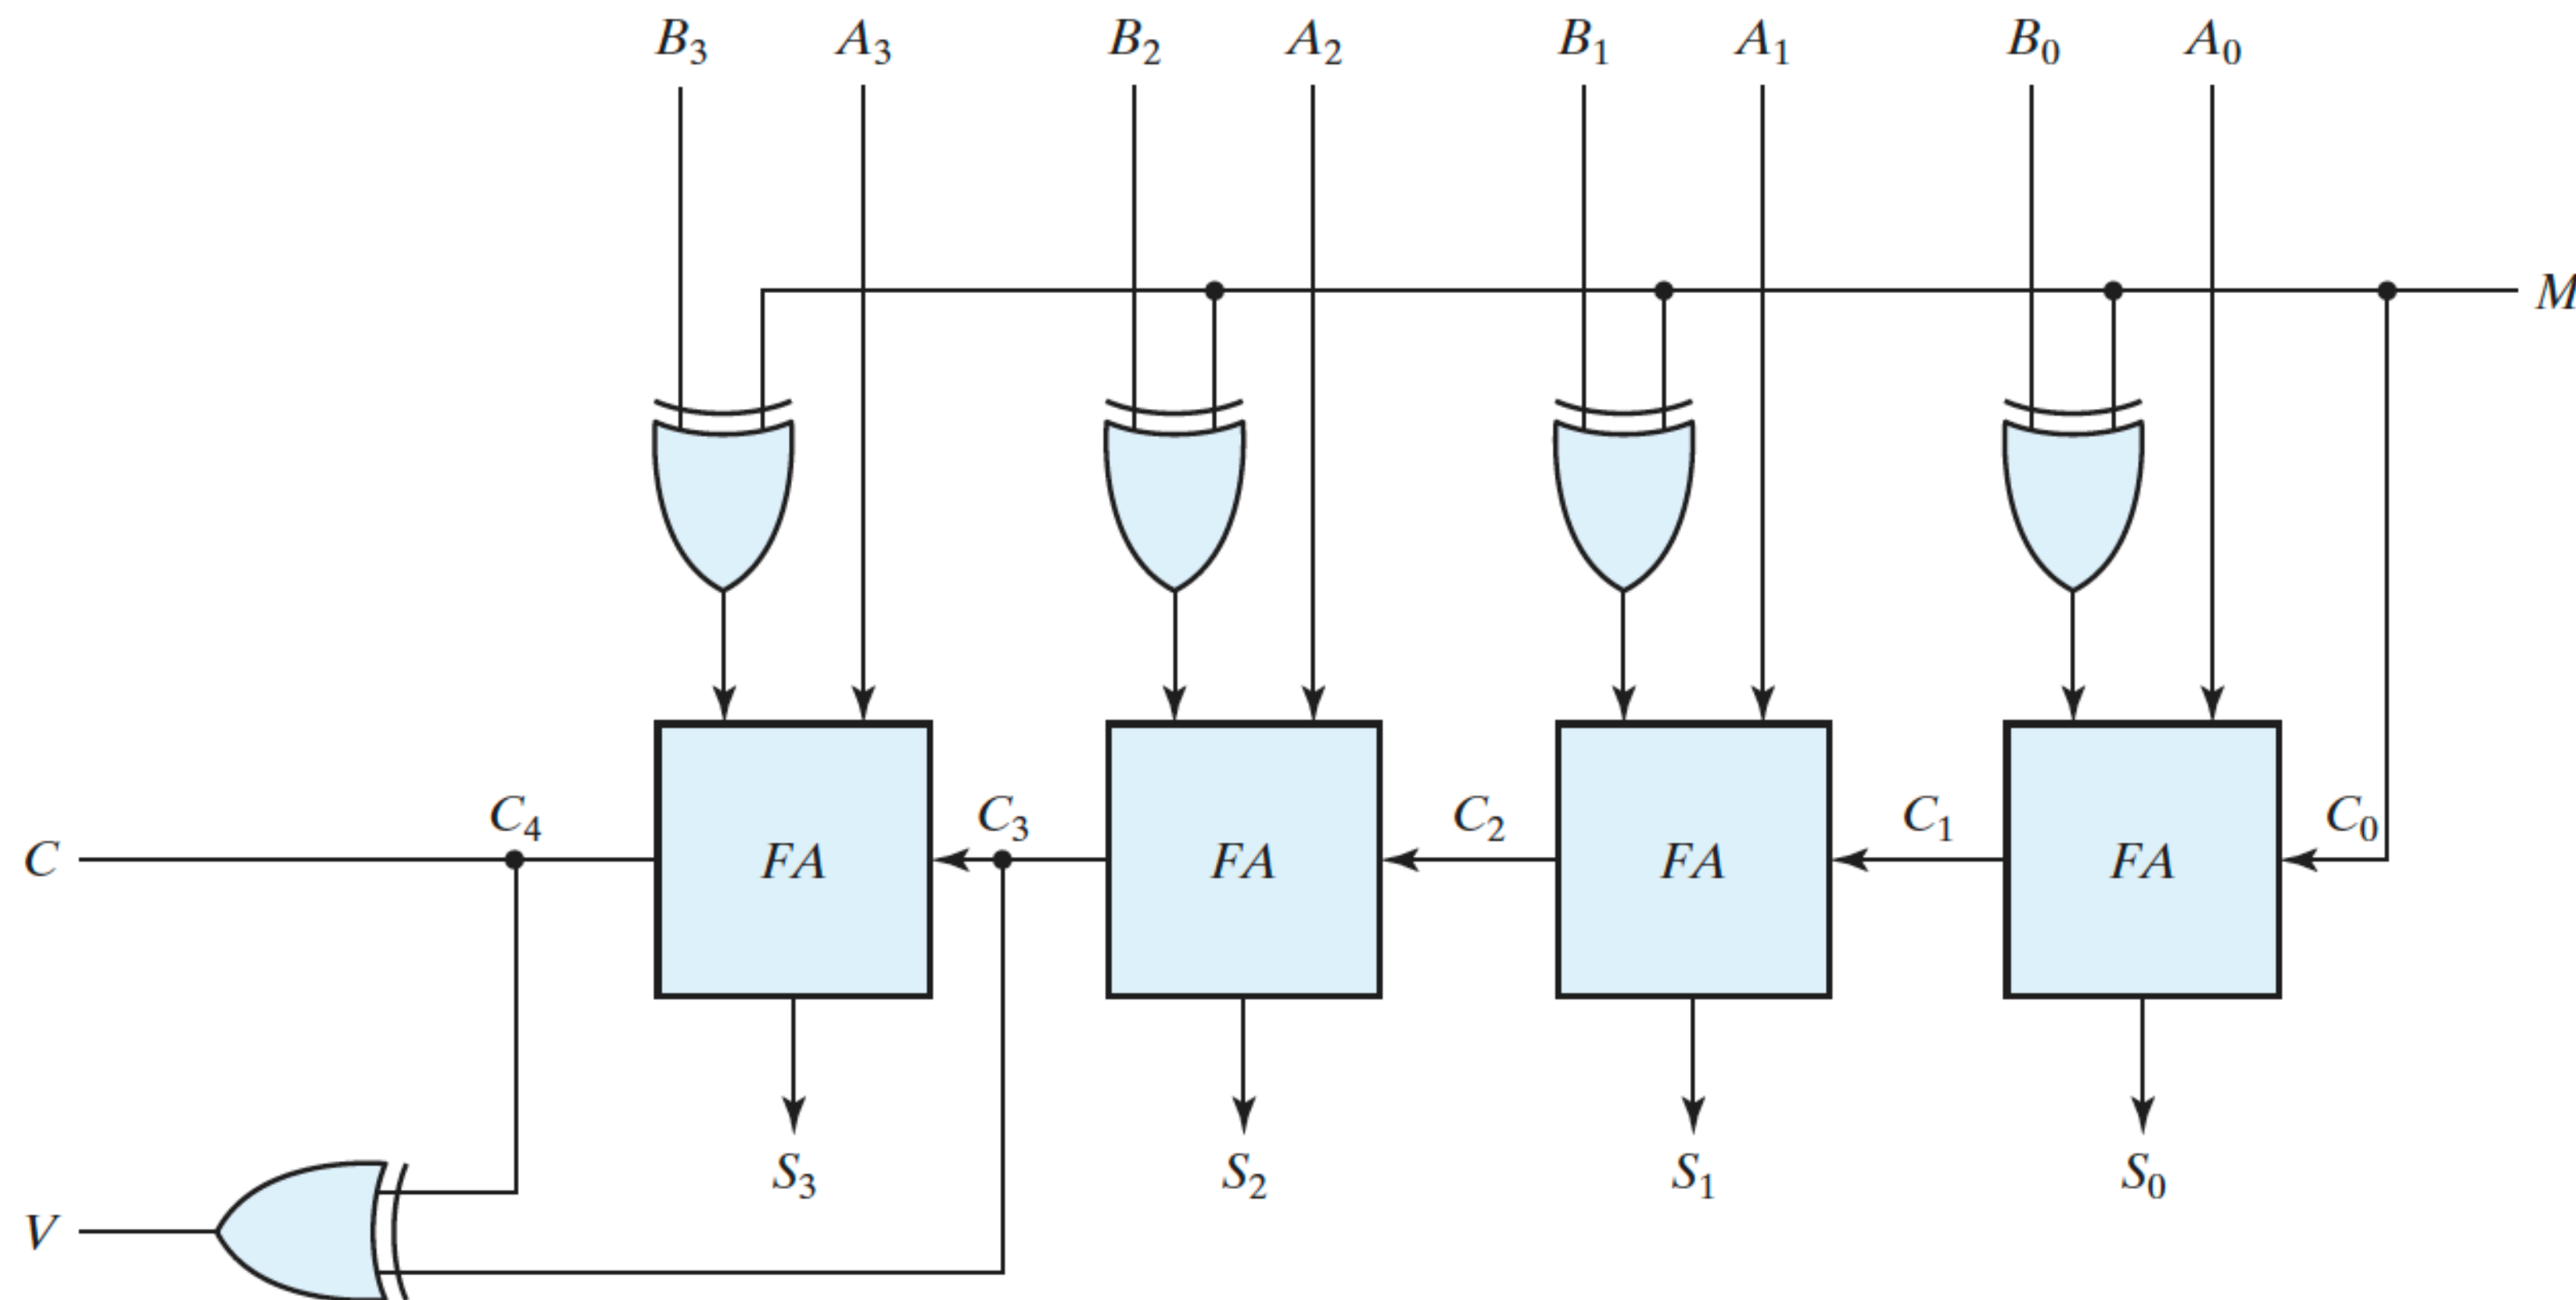 B₃ A₃ B₂ A₂ B₁ A₁ B₀ A₀
M
C C₄ FA C₃ FA C₂ FA C₁ FA C₀
S₃ S₂ S₁ S₀
V